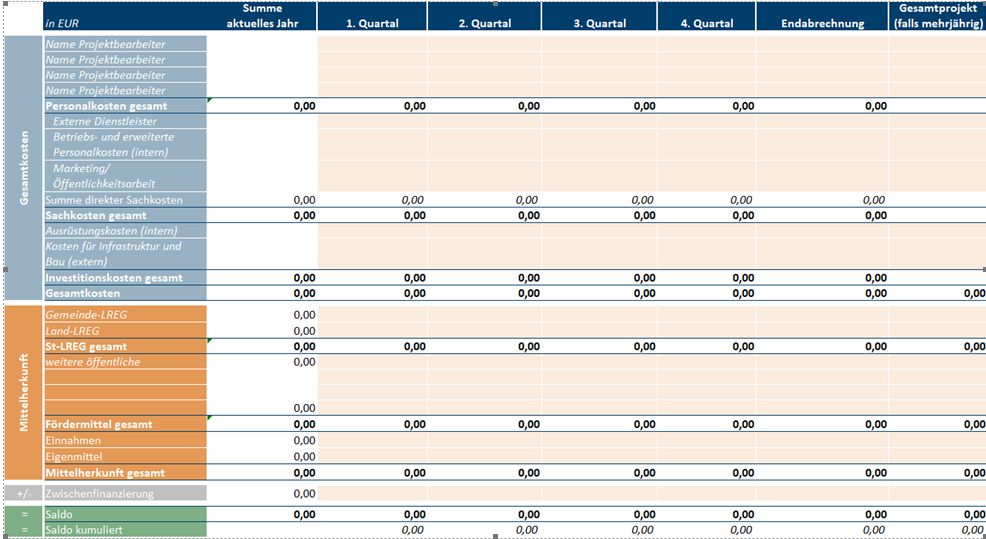 in EUR Summe aktuelles Jahr 1. Quartal 2. Quartal 3. Quartal 4. Quartal Endabrechnung Gesamtprojekt (falls mehrjährig)
Gesamtkosten
Name Projektbearbeiter
Name Projektbearbeiter
Name Projektbearbeiter
Name Projektbearbeiter
Personalkosten gesamt 0,00 0,00 0,00 0,00 0,00 0,00
Externe Dienstleister
Betriebs- und erweiterte
Personalkosten (intern)
Marketing/
Öffentlichkeitsarbeit
Summe direkter Sachkosten 0,00 0,00 0,00 0,00 0,00 0,00
Sachkosten gesamt 0,00 0,00 0,00 0,00 0,00 0,00
Ausrüstungskosten (intern)
Kosten für Infrastruktur und
Bau (extern)
Investitionskosten gesamt 0,00 0,00 0,00 0,00 0,00 0,00
Gesamtkosten 0,00 0,00 0,00 0,00 0,00 0,00 0,00
Mittelherkunft
Gemeinde-LREG 0,00
Land-LREG 0,00
St-LREG gesamt 0,00 0,00 0,00 0,00 0,00 0,00 0,00
weitere öffentliche 0,00
0,00
Fördermittel gesamt 0,00 0,00 0,00 0,00 0,00 0,00 0,00
Einnahmen 0,00
Eigenmittel 0,00
Mittelherkunft gesamt 0,00 0,00 0,00 0,00 0,00 0,00 0,00
+/- Zwischenfinanzierung 0,00
= Saldo 0,00 0,00 0,00 0,00 0,00 0,00 0,00
= Saldo kumuliert 0,00 0,00 0,00 0,00 0,00 0,00